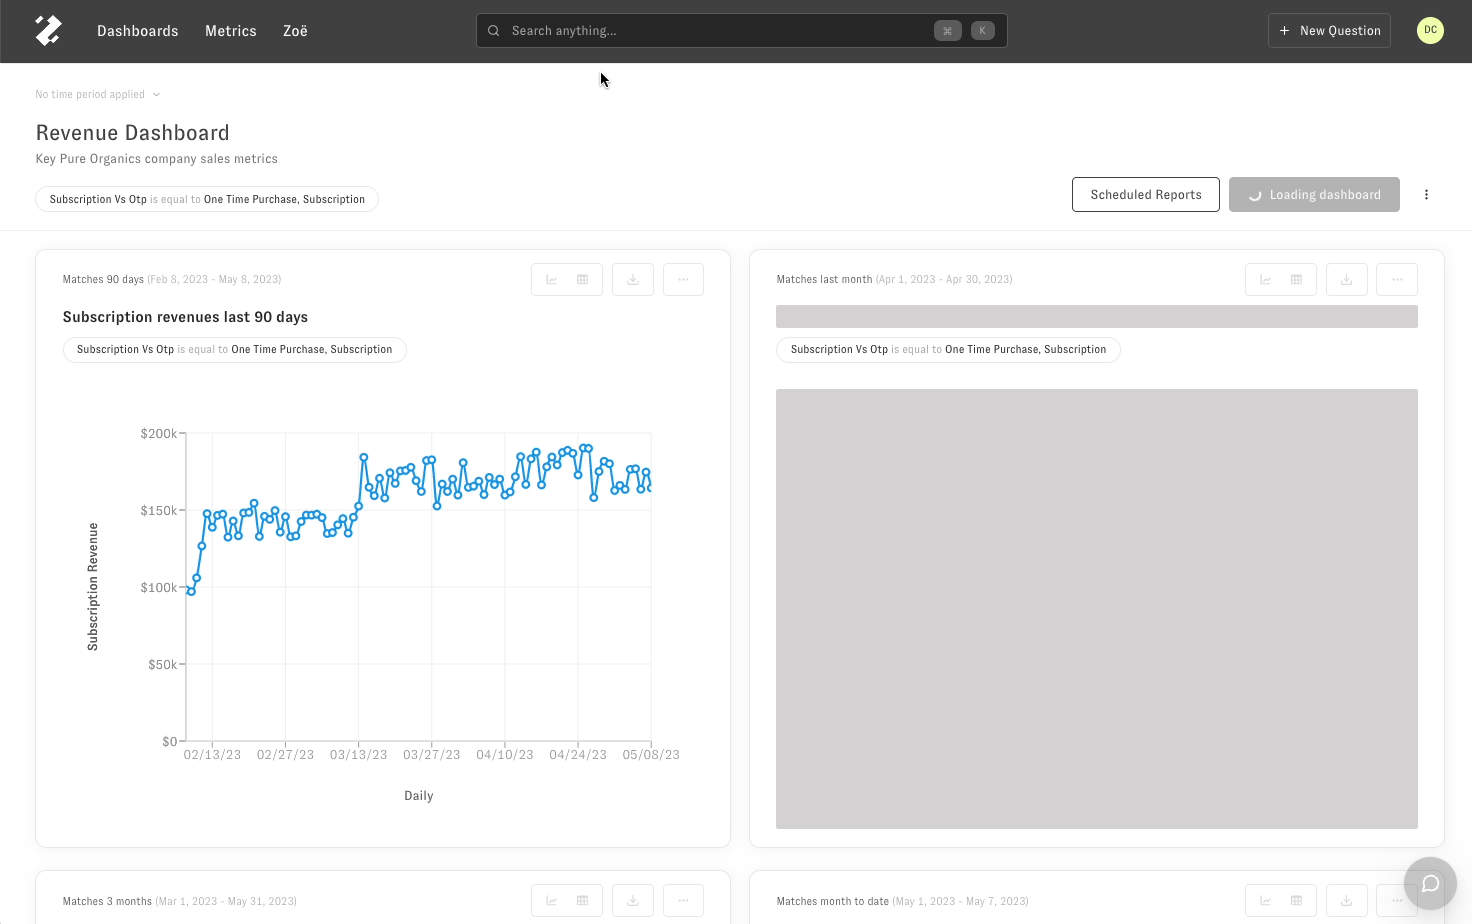 Dashboards Metrics Zoë Search anything... ⌘ K + New Question DC
No time period applied
Revenue Dashboard
Key Pure Organics company sales metrics
Subscription Vs Otp is equal to One Time Purchase, Subscription
Scheduled Reports Loading dashboard
Matches 90 days (Feb 8, 2023 - May 8, 2023)
Subscription revenues last 90 days
Subscription Vs Otp is equal to One Time Purchase, Subscription
$200k
$150k
$100k
$50k
$0
Subscription Revenue
02/13/23 02/27/23 03/13/23 03/27/23 04/10/23 04/24/23 05/08/23
Daily
Matches last month (Apr 1, 2023 - Apr 30, 2023)
Subscription Vs Otp is equal to One Time Purchase, Subscription
Matches 3 months (Mar 1, 2023 - May 31, 2023)
Matches month to date (May 1, 2023 - May 7, 2023)